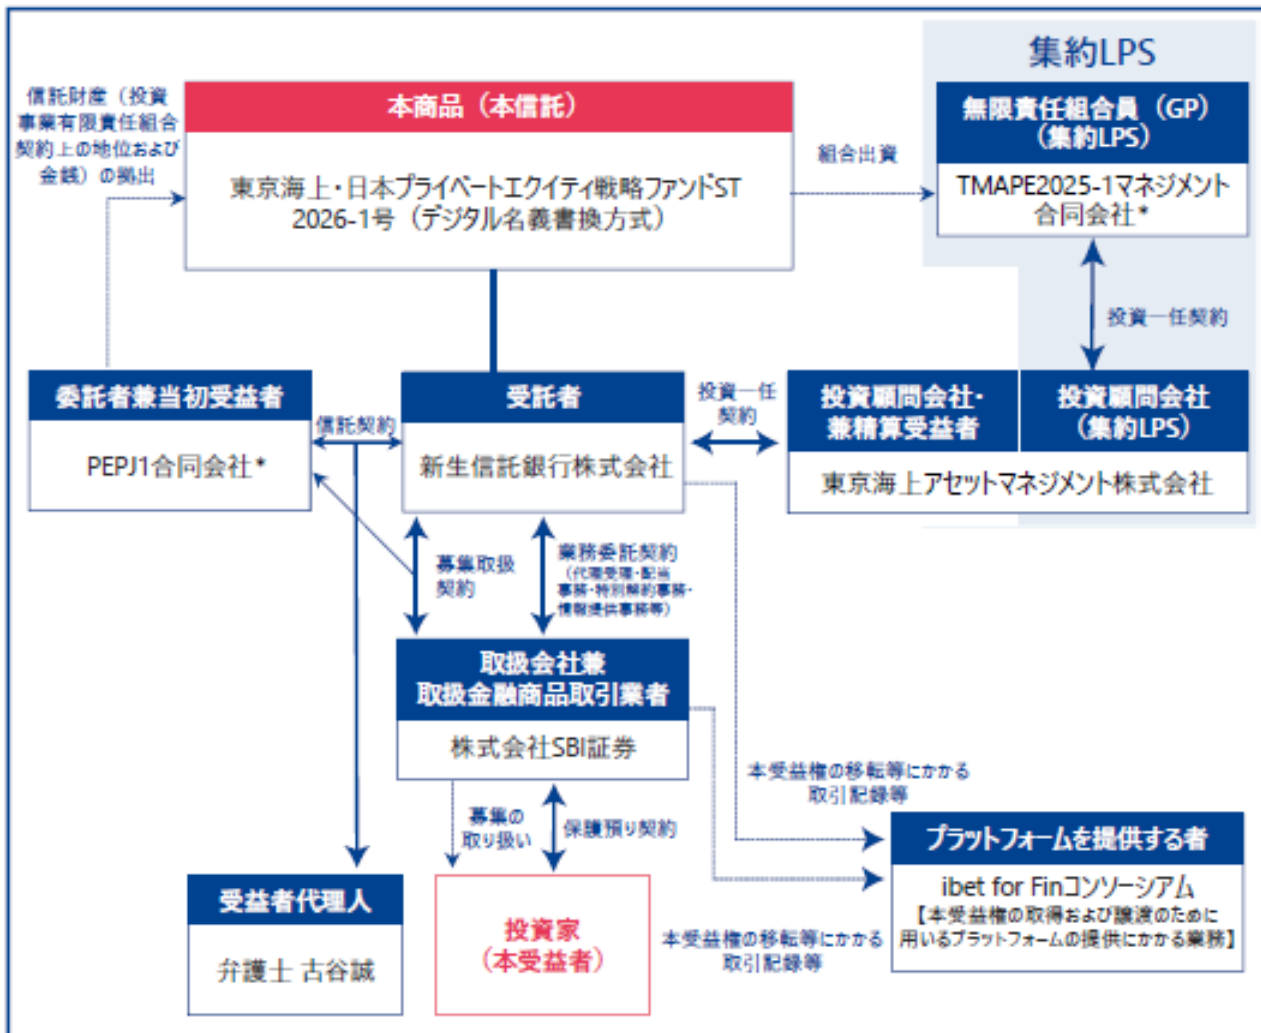 集約LPS
信託財産（投資
事業有限責任組合
契約上の地位および
金銭）の拠出
本商品（本信託）
東京海上・日本プライベートエクイティ戦略ファンドST
2026-1号（デジタル名義書換方式）
組合出資
無限責任組合員（GP）
（集約LPS）
TMAPE2025-1マネジメント
合同会社*
投資一任契約
委託者兼当初受益者
PEPJ1合同会社*
信託契約
受託者
新生信託銀行株式会社
投資一任
契約
投資顧問会社・
兼精算受益者
投資顧問会社
（集約LPS）
東京海上アセットマネジメント株式会社
募集取扱
契約
業務委託契約
（代理受理・配当
事務・特別解約事務・
情報提供事務等）
取扱会社兼
取扱金融商品取引業者
株式会社SBI証券
募集の
取り扱い
保護預り契約
本受益権の移転等にかかる
取引記録等
プラットフォームを提供する者
ibet for Finコンソーシアム
【本受益権の取得および譲渡のために
用いるプラットフォームの提供にかかる業務】
本受益権の移転等にかかる
取引記録等
受益者代理人
弁護士 古谷誠
投資家
（本受益者）